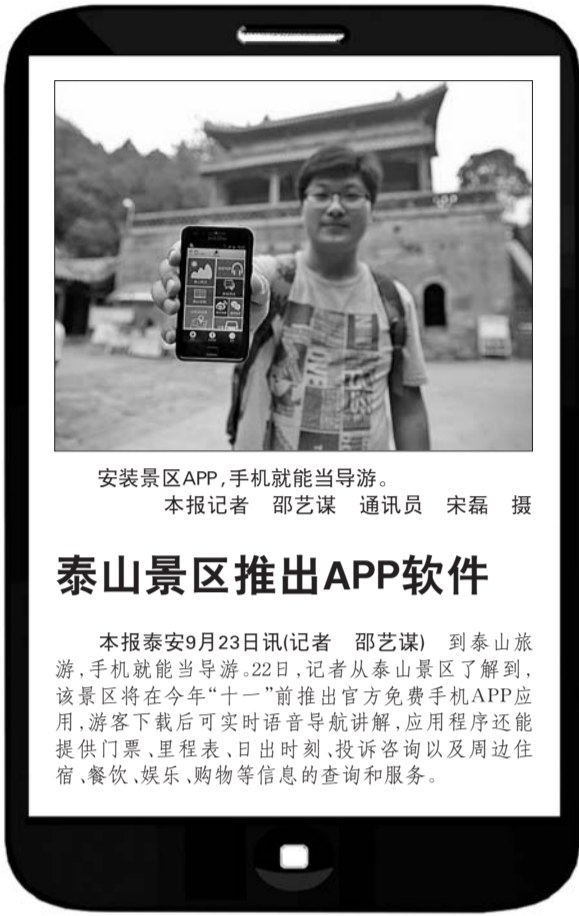 安装景区APP,手机就能当导游。
本报记者 邵艺谋 通讯员 宋磊 摄
泰山景区推出APP软件
本报泰安9月23日讯(记者 邵艺谋) 到泰山旅
游,手机就能当导游。22日,记者从泰山景区了解到,
该景区将在今年“十一”前推出官方免费手机APP应
用,游客下载后可实时语音导航讲解,应用程序还能
提供门票、里程表、日出时刻、投诉咨询以及周边住
宿、餐饮、娱乐、购物等信息的查询和服务。